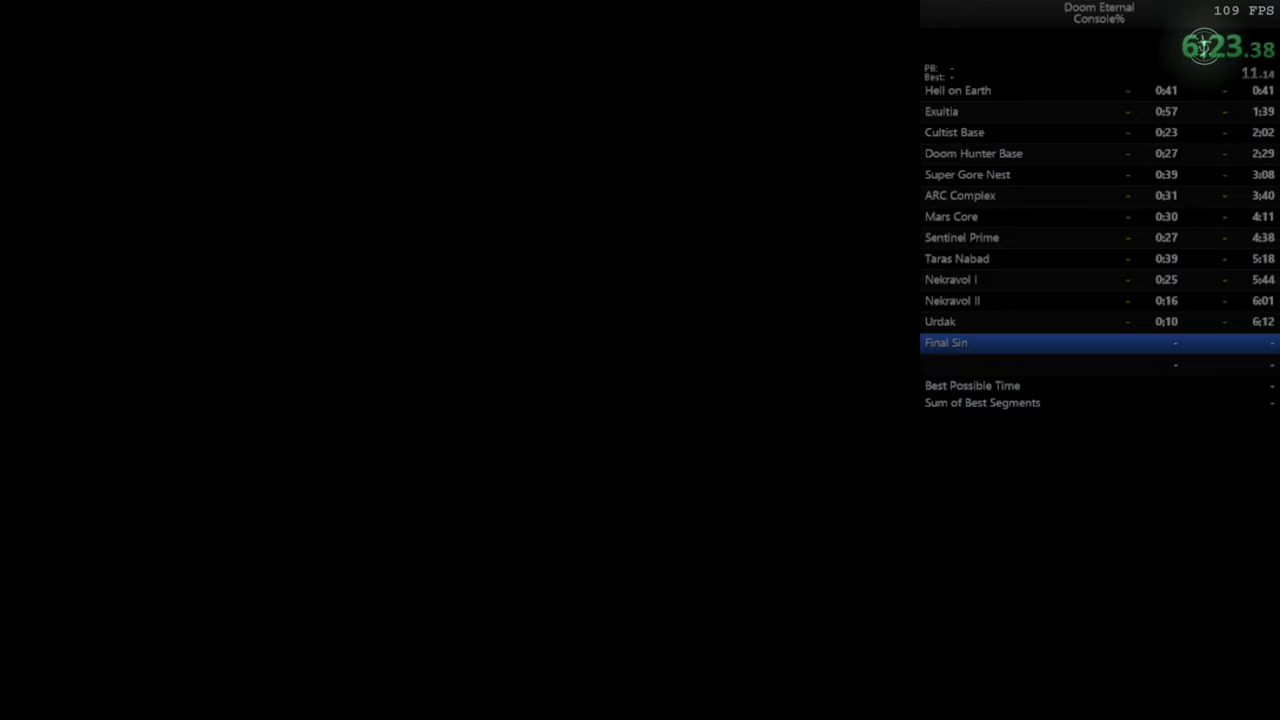 Doom Eternal
109 FPS
Console%
6:23.38
PB: -
11.14
Best: -
Hell on Earth - 0:41 - 0:41
Exultia - 0:57 - 1:39
Cultist Base - 0:23 - 2:02
Doom Hunter Base - 0:27 - 2:29
Super Gore Nest - 0:39 - 3:08
ARC Complex - 0:31 - 3:40
Mars Core - 0:30 - 4:11
Sentinel Prime - 0:27 - 4:38
Taras Nabad - 0:39 - 5:18
Nekravol I - 0:25 - 5:44
Nekravol II - 0:16 - 6:01
Urdak - 0:10 - 6:12
Final Sin - -
- -
Best Possible Time -
Sum of Best Segments -